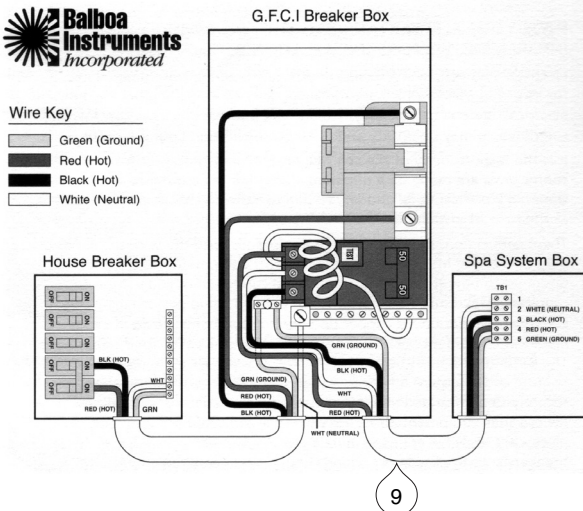 Balboa
Instruments
Incorporated
G.F.C.I Breaker Box
Wire Key
Green (Ground)
Red (Hot)
Black (Hot)
White (Neutral)
House Breaker Box
OFF ON
OFF ON
OFF ON
OFF ON
OFF ON
BLK (HOT)
WHT
RED (HOT)
GRN
TEST
50
50
GRN (GROUND)
BLK (HOT)
GRN (GROUND)
WHT
RED (HOT)
RED (HOT)
BLK (HOT)
WHT (NEUTRAL)
Spa System Box
TB1
1
2 WHITE (NEUTRAL)
3 BLACK (HOT)
4 RED (HOT)
5 GREEN (GROUND)
9